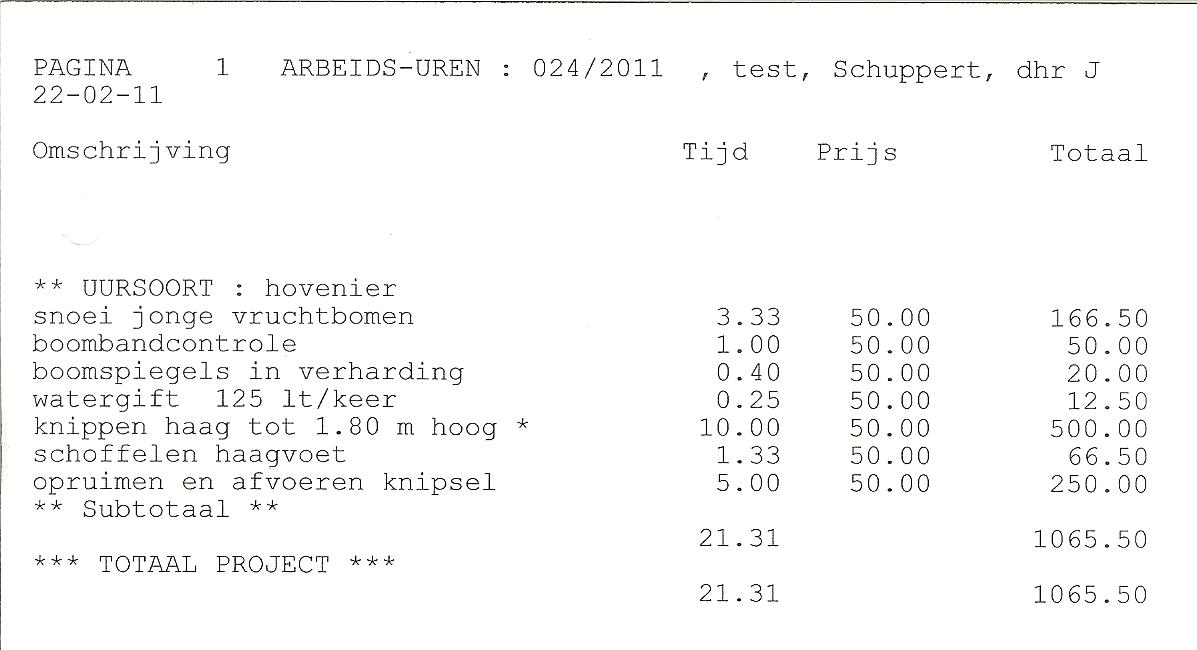 PAGINA 1 ARBEIDS-UREN : 024/2011 , test, Schuppert, dhr J
22-02-11
Omschrijving Tijd Prijs Totaal
** UURSOORT : hovenier
snoei jonge vruchtbomen 3.33 50.00 166.50
boombandcontrole 1.00 50.00 50.00
boomspiegels in verharding 0.40 50.00 20.00
watergift 125 lt/keer 0.25 50.00 12.50
knippen haag tot 1.80 m hoog * 10.00 50.00 500.00
schoffelen haagvoet 1.33 50.00 66.50
opruimen en afvoeren knipsel 5.00 50.00 250.00
** Subtotaal **
21.31 1065.50
*** TOTAAL PROJECT ***
21.31 1065.50